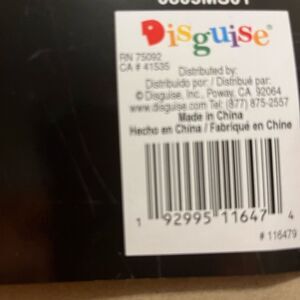 Disguise®
RN 75092
CA # 41535
Distributed by:
Distribuido por: / Distribué par:
© Disguise, Inc., Poway, CA 92064
www.disguise.com Tel: (877) 875-2557
Made in China
Hecho en China / Fabriqué en Chine
1 92995 11647 4
# 116479